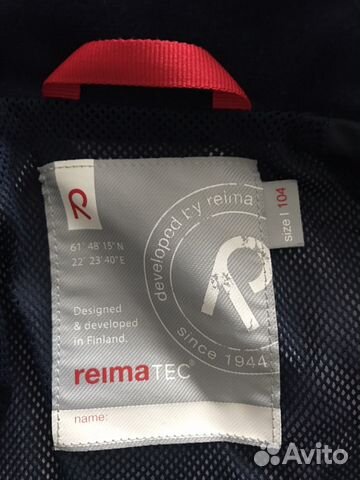 developed by reima
since 1944
size | 104
61° 48'15"N
22° 23'40"E
Designed
& developed
in Finland.
reimaTEC®
name:
Avito